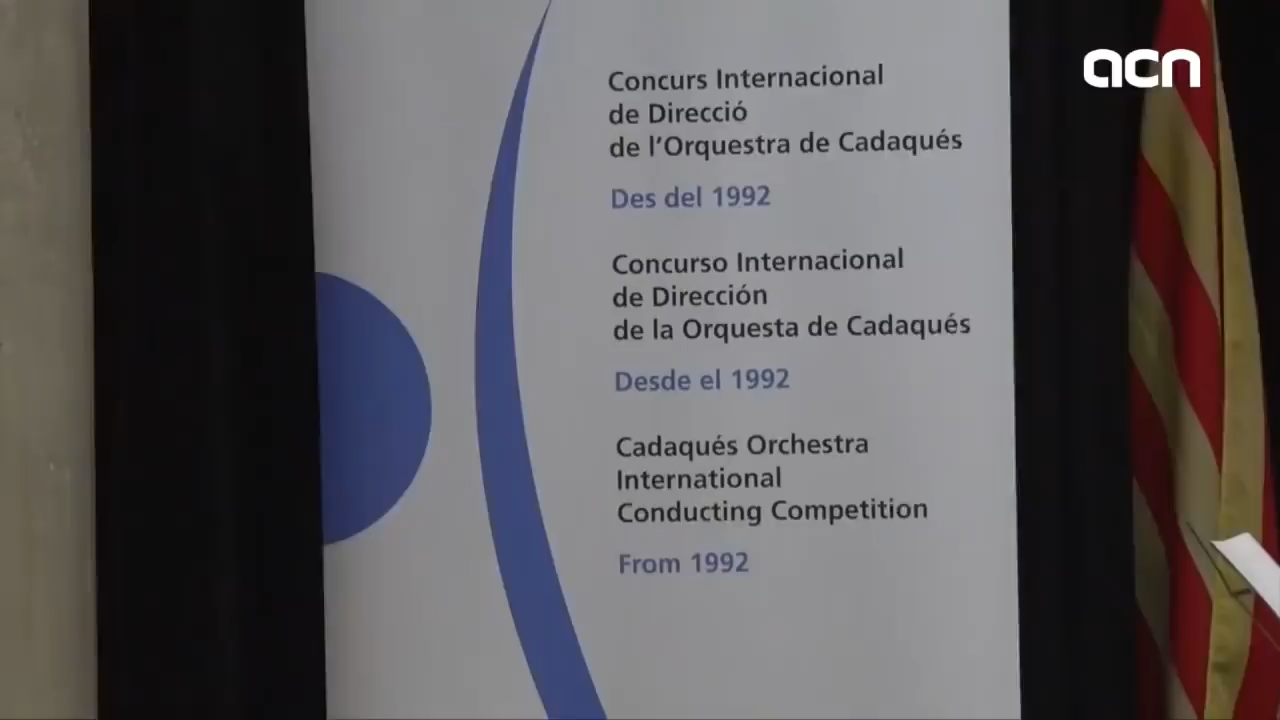 acn
Concurs Internacional
de Direcció
de l'Orquestra de Cadaqués
Des del 1992
Concurso Internacional
de Dirección
de la Orquesta de Cadaqués
Desde el 1992
Cadaqués Orchestra
International
Conducting Competition
From 1992